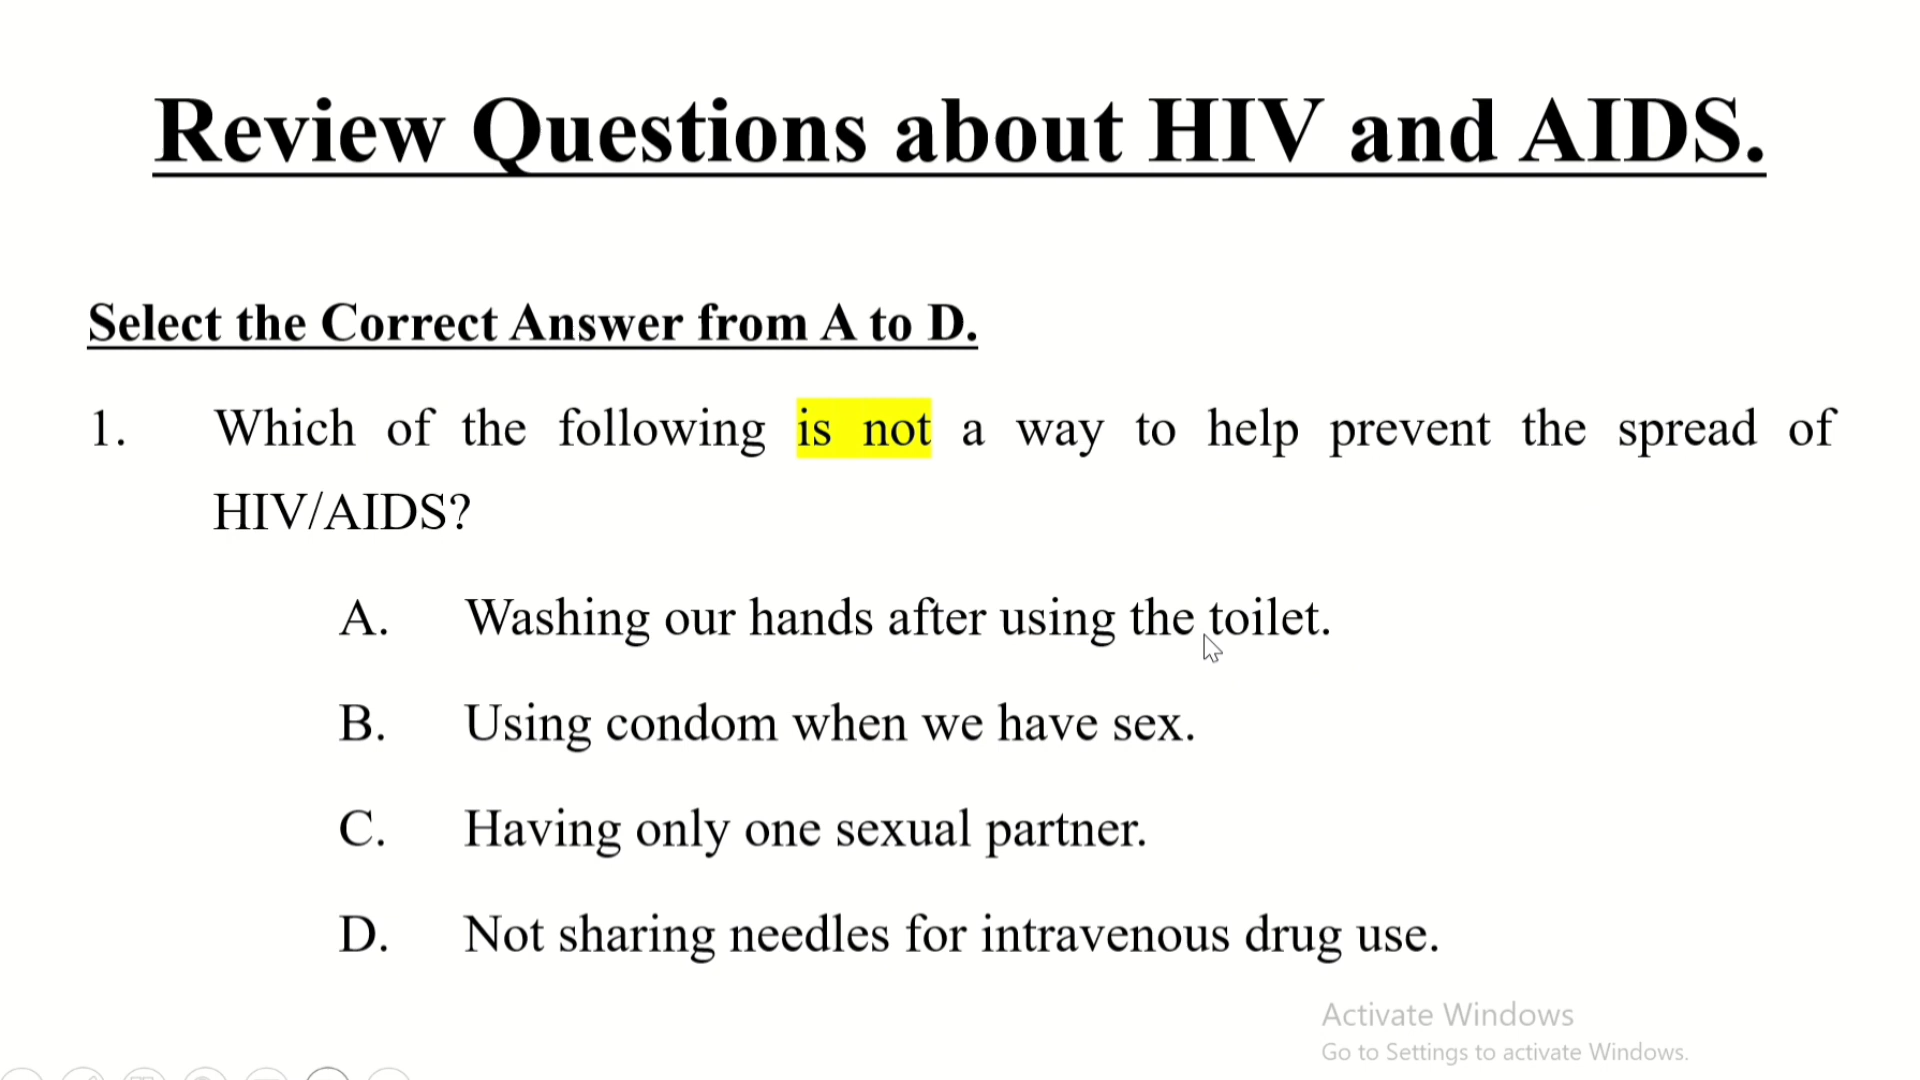 Review Questions about HIV and AIDS.
Select the Correct Answer from A to D.
1. Which of the following is not a way to help prevent the spread of
HIV/AIDS?
A. Washing our hands after using the toilet.
B. Using condom when we have sex.
C. Having only one sexual partner.
D. Not sharing needles for intravenous drug use.
Activate Windows
Go to Settings to activate Windows.